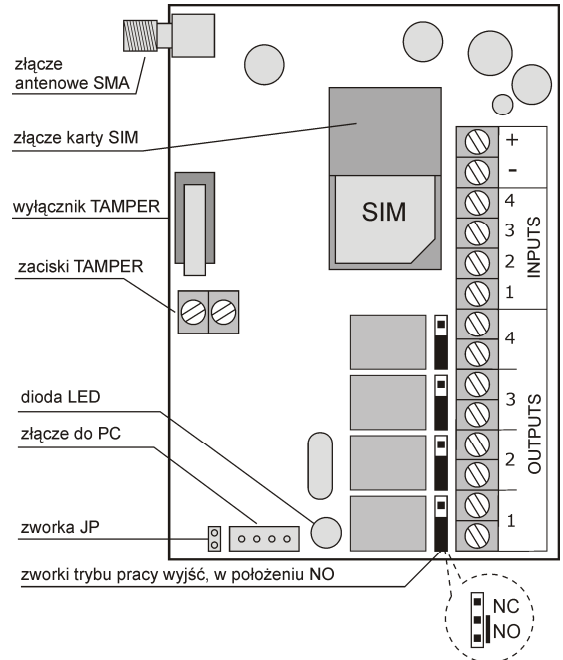 złącze
antenowe SMA
złącze karty SIM
wyłącznik TAMPER
zaciski TAMPER
dioda LED
złącze do PC
zworka JP
zworki trybu pracy wyjść, w położeniu NO
SIM
+
-
4
3
2
1
INPUTS
4
3
2
1
OUTPUTS
NC
NO